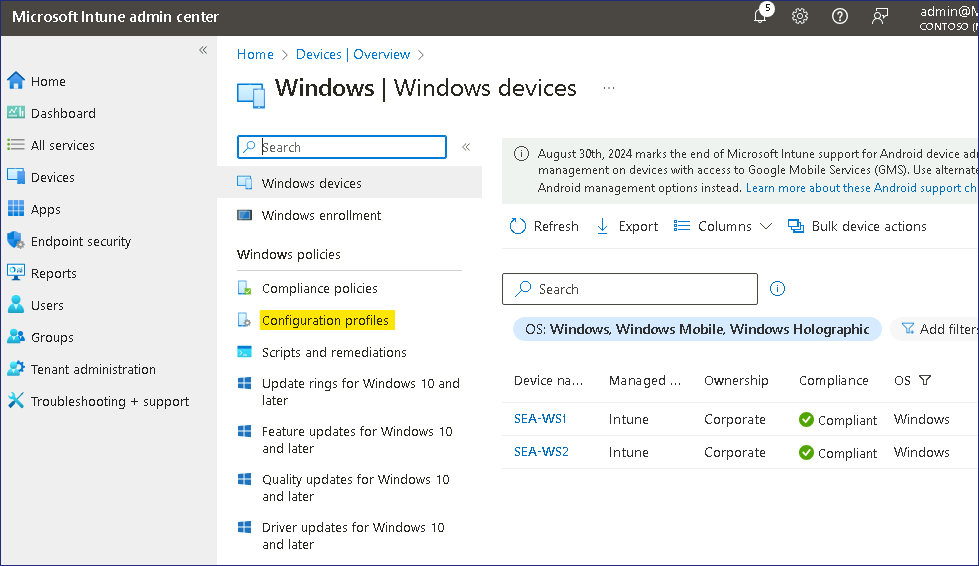 Microsoft Intune admin center
5
admin@M
CONTOSO (
Home
Dashboard
All services
Devices
Apps
Endpoint security
Reports
Users
Groups
Tenant administration
Troubleshooting + support
Home > Devices | Overview >
Windows | Windows devices
...
Search
Windows devices
Windows enrollment
Windows policies
Compliance policies
Configuration profiles
Scripts and remediations
Update rings for Windows 10 and
later
Feature updates for Windows 10
and later
Quality updates for Windows 10
and later
Driver updates for Windows 10
and later
August 30th, 2024 marks the end of Microsoft Intune support for Android device ad
management on devices with access to Google Mobile Services (GMS). Use alternat
Android management options instead. Learn more about these Android support ch
Refresh Export Columns Bulk device actions
Search
OS: Windows, Windows Mobile, Windows Holographic Add filters
Device na... Managed ... Ownership Compliance OS
SEA-WS1 Intune Corporate Compliant Windows
SEA-WS2 Intune Corporate Compliant Windows